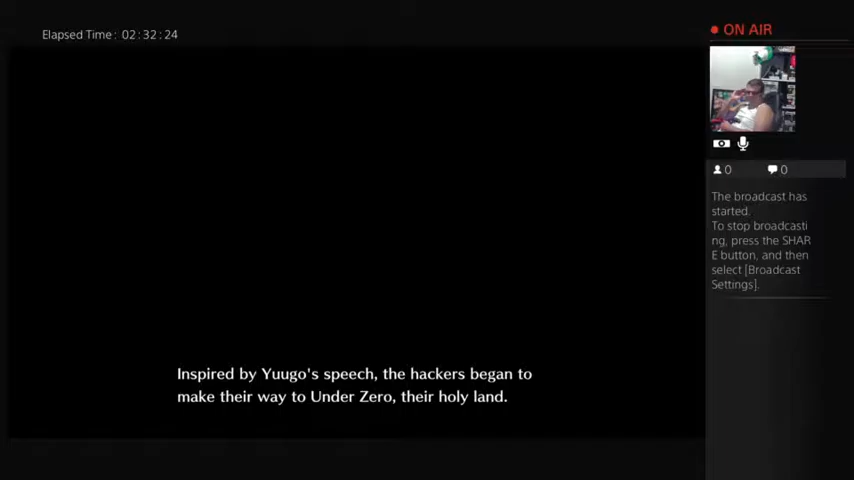 Elapsed Time: 02:32:24
ON AIR
0 0
The broadcast has
started.
To stop broadcasti
ng, press the SHAR
E button, and then
select [Broadcast
Settings].
Inspired by Yuugo's speech, the hackers began to
make their way to Under Zero, their holy land.